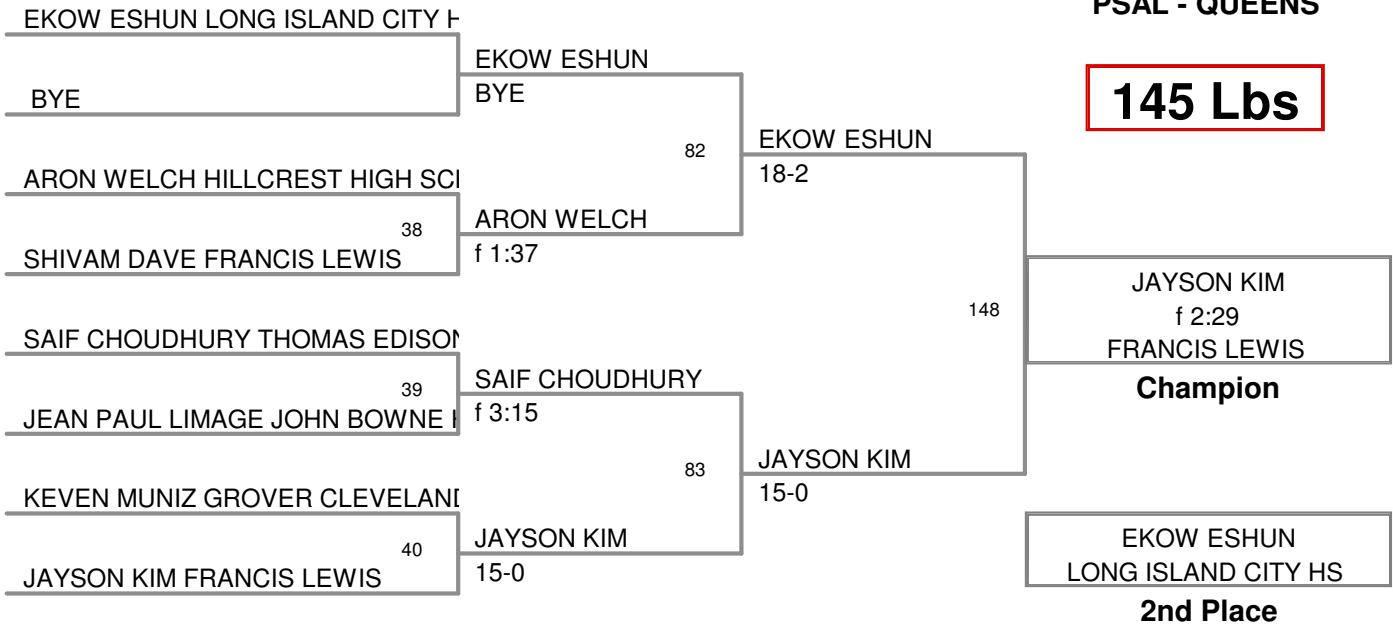 PSAL - QUEENS
145 Lbs
EKOW ESHUN LONG ISLAND CITY H
BYE
ARON WELCH HILLCREST HIGH SCI
38
SHIVAM DAVE FRANCIS LEWIS
SAIF CHOUDHURY THOMAS EDISON
39
JEAN PAUL LIMAGE JOHN BOWNE H
KEVEN MUNIZ GROVER CLEVELAND
40
JAYSON KIM FRANCIS LEWIS
EKOW ESHUN
BYE
82
ARON WELCH
f 1:37
SAIF CHOUDHURY
f 3:15
83
JAYSON KIM
15-0
EKOW ESHUN
18-2
148
JAYSON KIM
15-0
JAYSON KIM
f 2:29
FRANCIS LEWIS
Champion
EKOW ESHUN
LONG ISLAND CITY HS
2nd Place